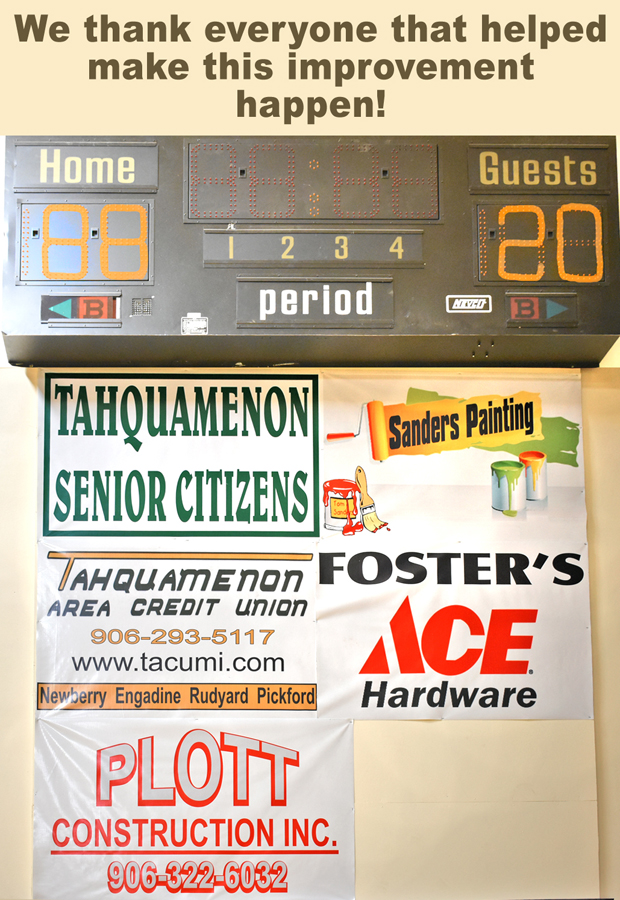 We thank everyone that helped
make this improvement
happen!
Home
Guests
88
20
1 2 3 4
B
period
NEVCO
B
TAHQUAMENON
SENIOR CITIZENS
Sanders Painting
Tom
TAHQUAMENON
AREA CREDIT UNION
906-293-5117
www.tacumi.com
Newberry Engadine Rudyard Pickford
FOSTER'S
ACE
Hardware
PLOTT
CONSTRUCTION INC.
906-322-6032